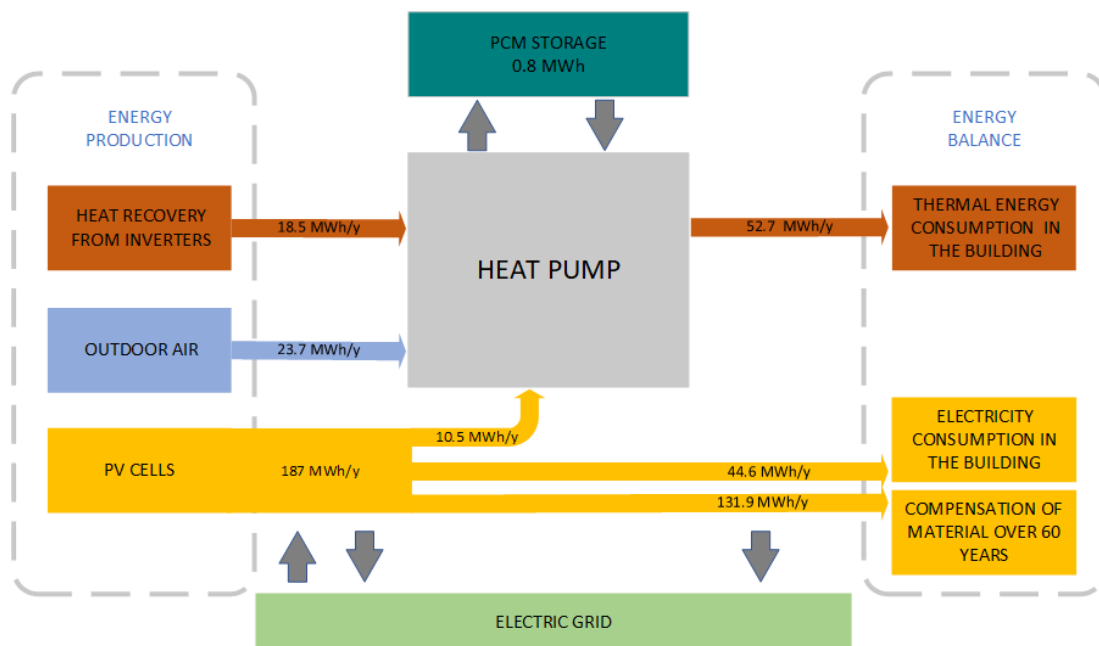 PCM STORAGE
0.8 MWh
ENERGY
PRODUCTION
ENERGY
BALANCE
HEAT RECOVERY
FROM INVERTERS
18.5 MWh/y
HEAT PUMP
52.7 MWh/y
THERMAL ENERGY
CONSUMPTION IN
THE BUILDING
OUTDOOR AIR
23.7 MWh/y
PV CELLS
187 MWh/y
10.5 MWh/y
44.6 MWh/y
ELECTRICITY
CONSUMPTION IN
THE BUILDING
131.9 MWh/y
COMPENSATION OF
MATERIAL OVER 60
YEARS
ELECTRIC GRID